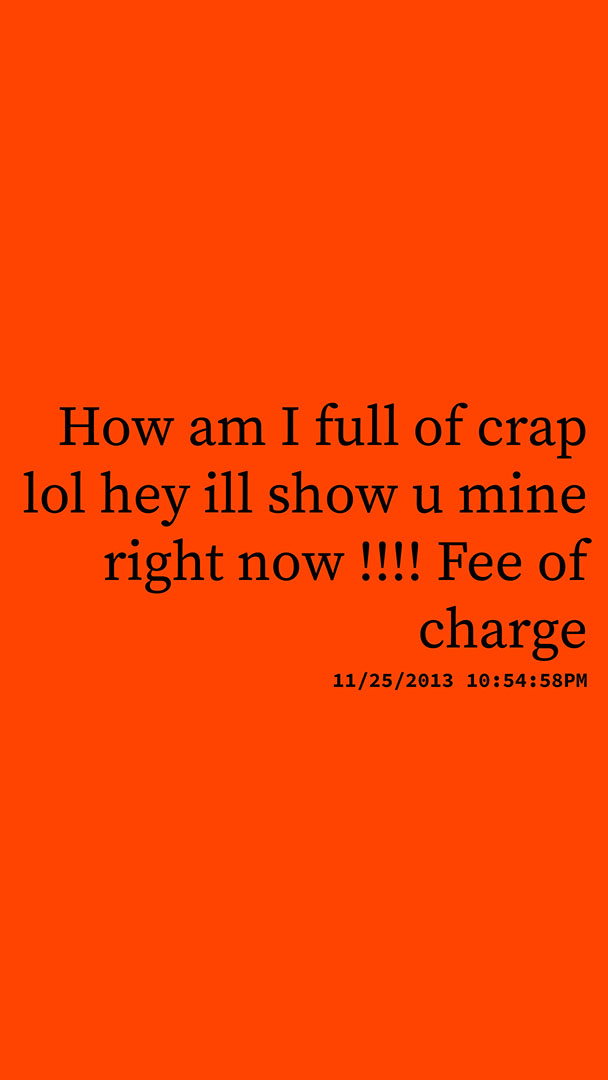 How am I full of crap
lol hey ill show u mine
right now !!!! Fee of
charge
11/25/2013 10:54:58PM